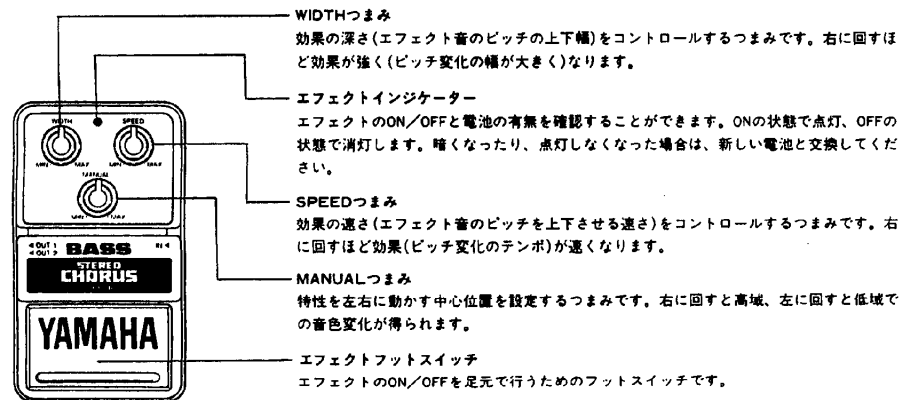 WIDTHつまみ
効果の深さ(エフェクト音のピッチの上下幅)をコントロールするつまみです。右に回すほ
ど効果が強く(ピッチ変化の幅が大きく)なります。
エフェクトインジケーター
エフェクトのON/OFFと電池の有無を確認することができます。ONの状態で点灯、OFFの
状態で消灯します。暗くなったり、点灯しなくなった場合は、新しい電池と交換してくだ
さい。
SPEEDつまみ
効果の速さ(エフェクト音のピッチを上下させる速さ)をコントロールするつまみです。右
に回すほど効果(ピッチ変化のテンポ)が速くなります。
MANUALつまみ
特性を左右に動かす中心位置を設定するつまみです。右に回すと高域、左に回すと低域で
の音色変化が得られます。
エフェクトフットスイッチ
エフェクトのON/OFFを足元で行うためのフットスイッチです。
WIDTH SPEED
MIN MAX MIN MAX
MANUAL
MIN MAX
◄OUT 1 BASS IN◄
◄OUT 2
STEREO
CHORUS
YAMAHA